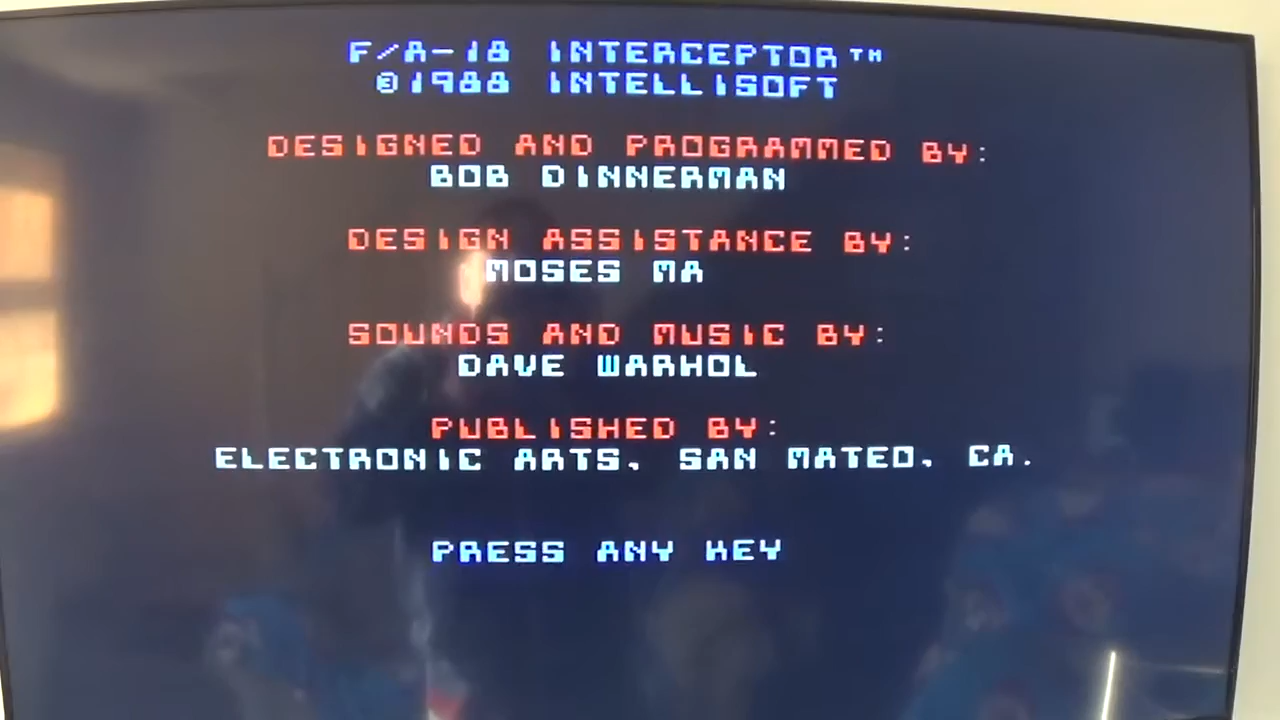 F/A-18 INTERCEPTOR™
©1988 INTELLISOFT
DESIGNED AND PROGRAMMED BY:
BOB DINNERMAN
DESIGN ASSISTANCE BY:
MOSES MA
SOUNDS AND MUSIC BY:
DAVE WARHOL
PUBLISHED BY:
ELECTRONIC ARTS, SAN MATEO, CA.
PRESS ANY KEY